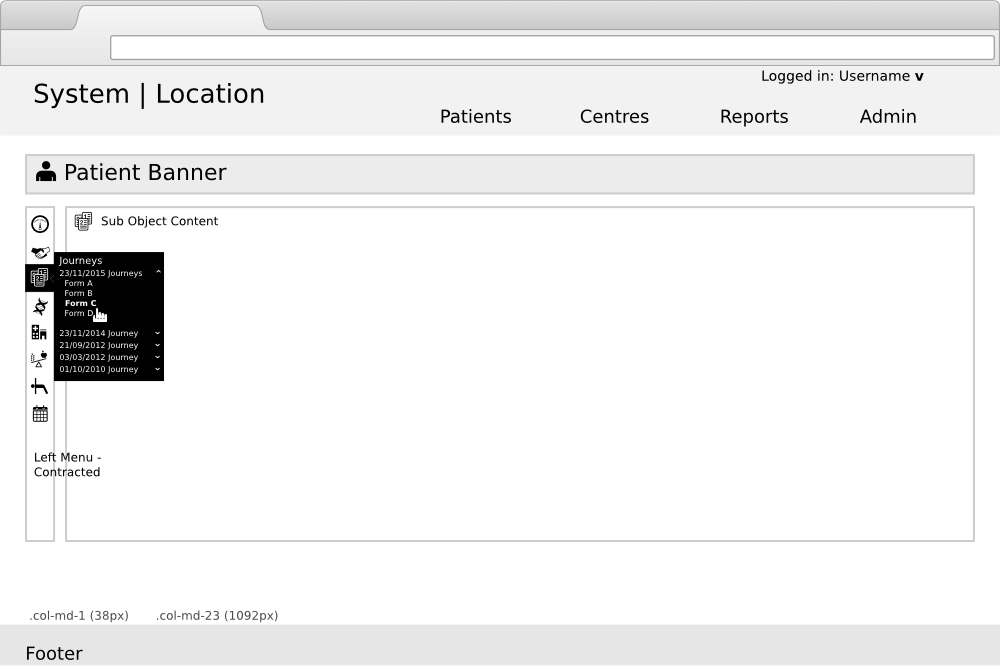 Logged in: Username v
System | Location
Patients Centres Reports Admin
Patient Banner
Sub Object Content
Journeys
23/11/2015 Journeys
Form A
Form B
Form C
Form D
23/11/2014 Journey
21/09/2012 Journey
03/03/2012 Journey
01/10/2010 Journey
Left Menu -
Contracted
.col-md-1 (38px) .col-md-23 (1092px)
Footer